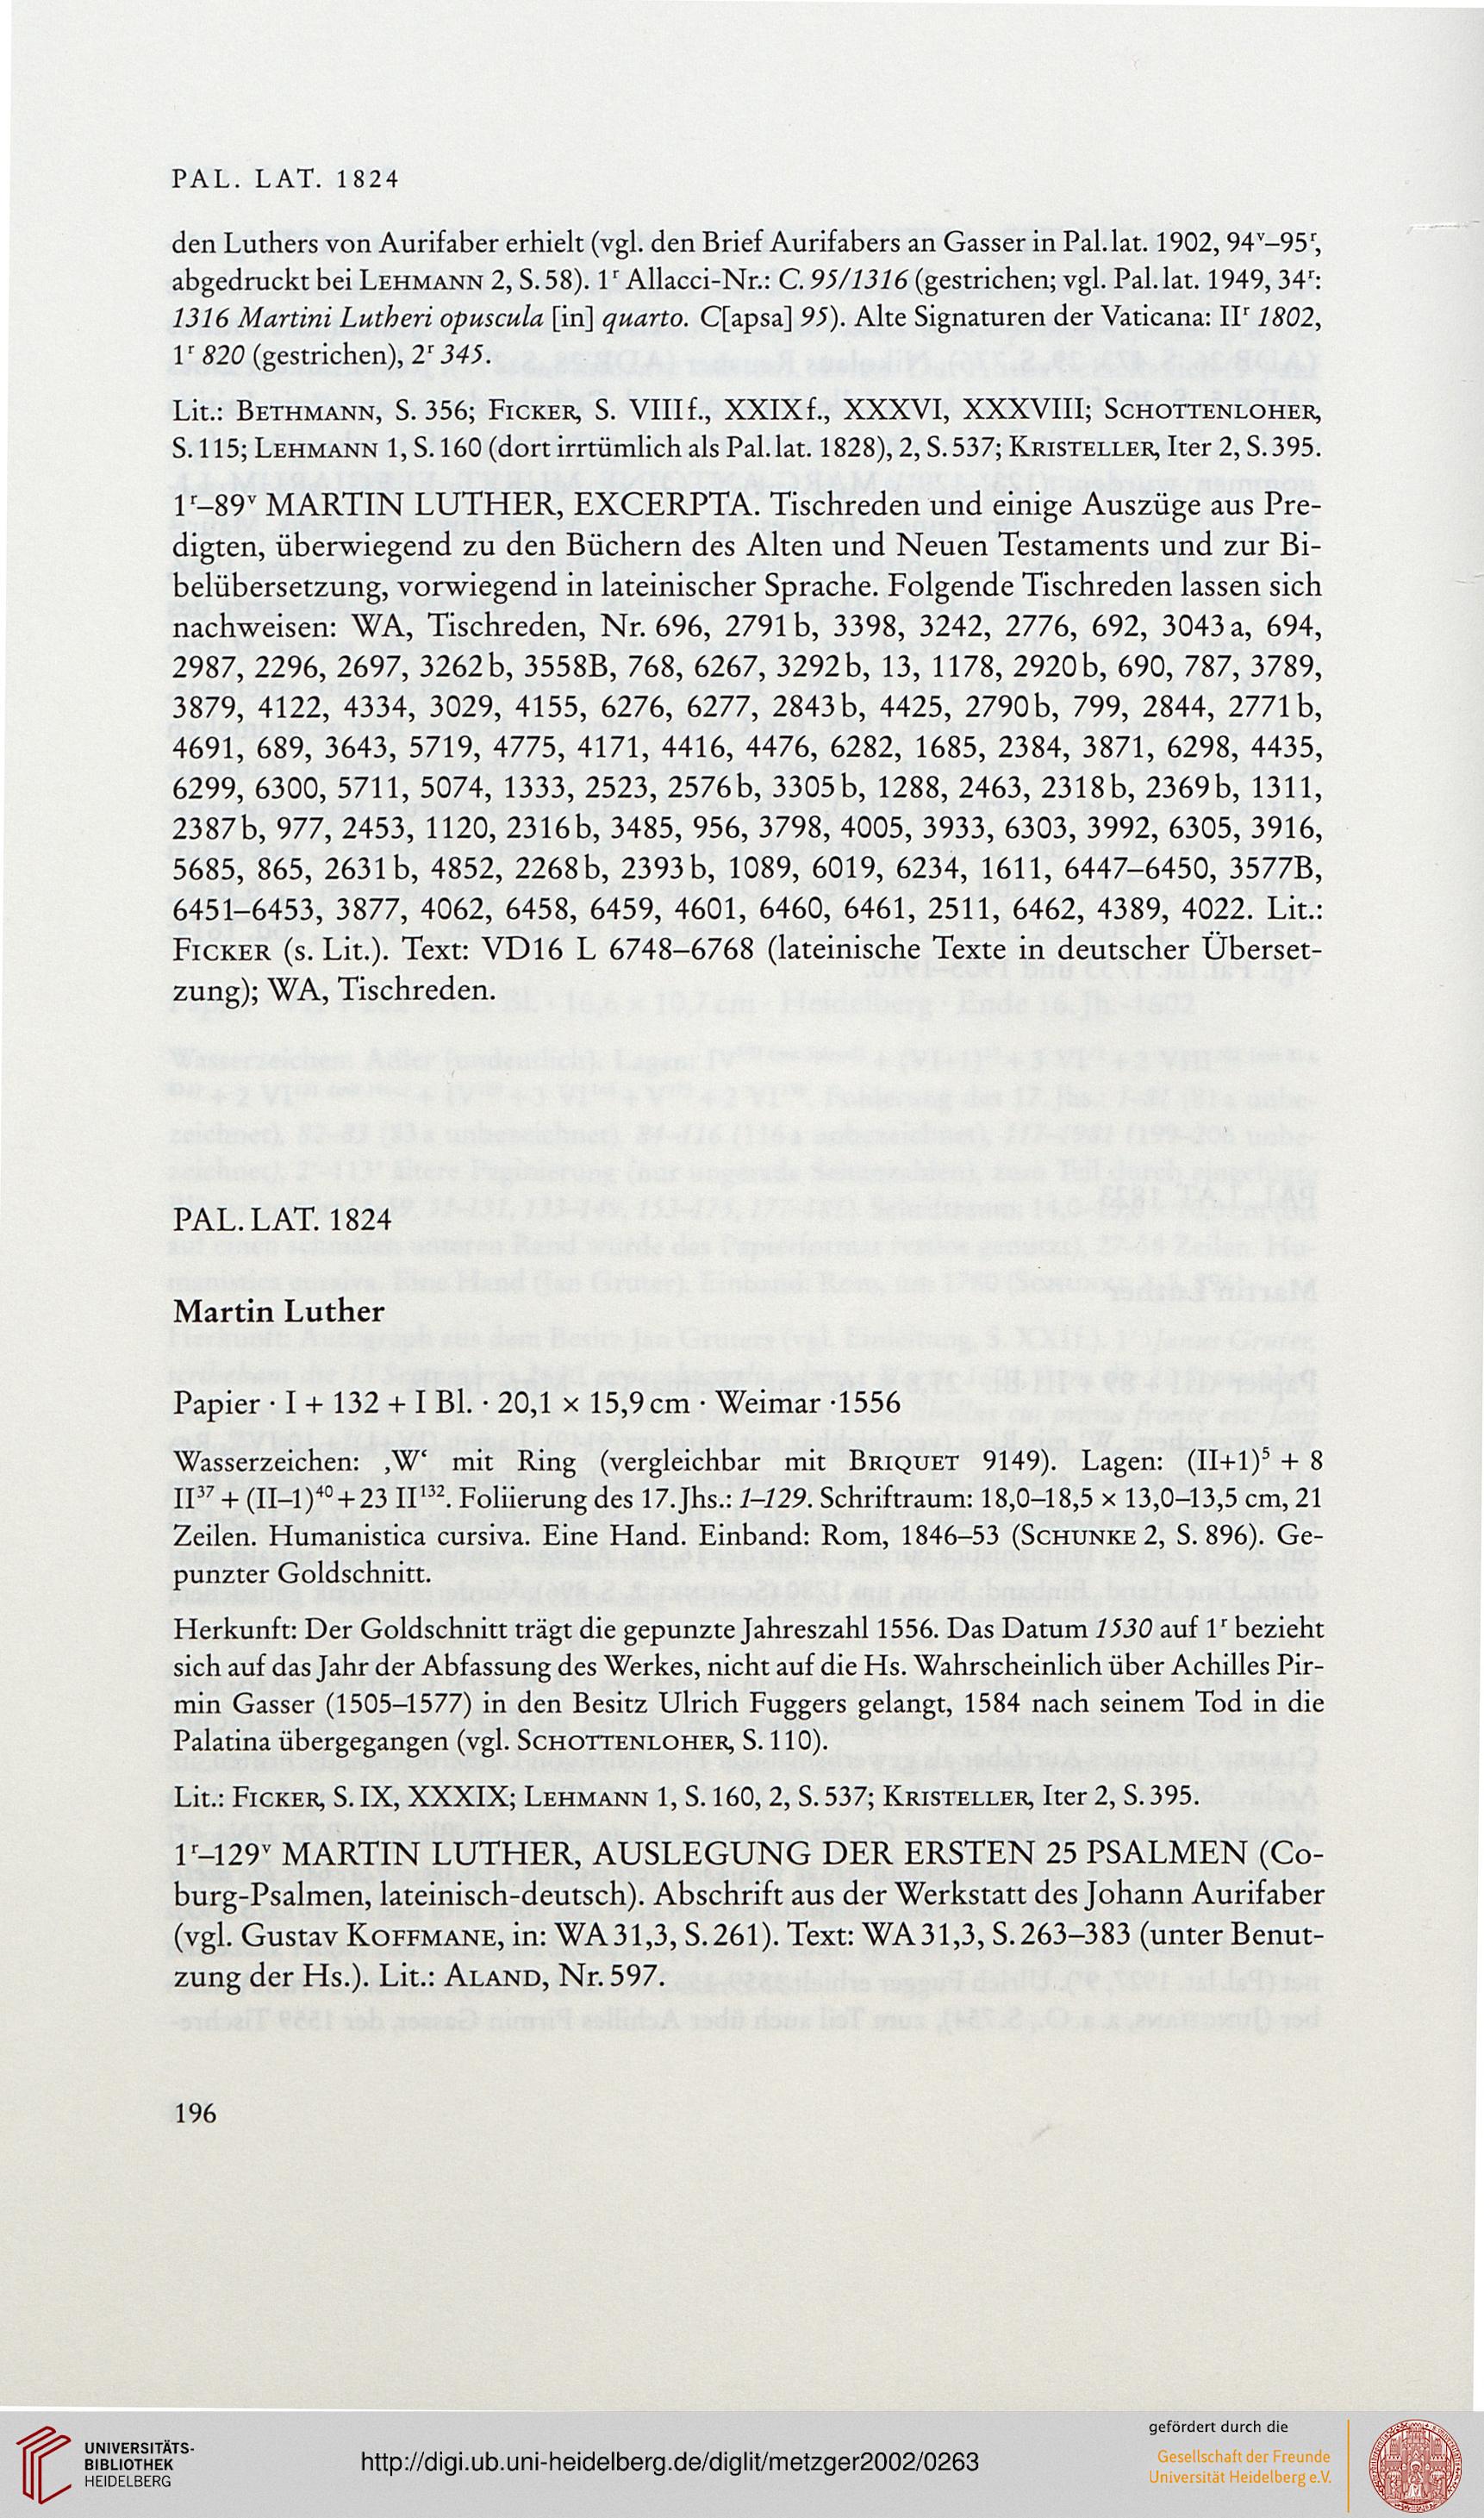 PAL. LAT. 1824
den Luthers von Aurifaber erhielt (vgl. den Brief Aurifabers an Gasser in Pal.lat. 1902, 94ᵛ–95ʳ,
abgedruckt bei LEHMANN 2, S. 58). 1ʳ Allacci-Nr.: C. 95/1316 (gestrichen; vgl. Pal.lat. 1949, 34ʳ:
1316 Martini Lutheri opuscula [in] quarto. C[apsa] 95). Alte Signaturen der Vaticana: IIʳ 1802,
1ʳ 820 (gestrichen), 2ʳ 345.
Lit.: BETHMANN, S. 356; FICKER, S. VIIIf., XXIXf., XXXVI, XXXVIII; SCHOTTENLOHER,
S. 115; LEHMANN 1, S. 160 (dort irrtümlich als Pal.lat. 1828), 2, S. 537; KRISTELLER, Iter 2, S. 395.
1ʳ–89ᵛ MARTIN LUTHER, EXCERPTA. Tischreden und einige Auszüge aus Pre-
digten, überwiegend zu den Büchern des Alten und Neuen Testaments und zur Bi-
belübersetzung, vorwiegend in lateinischer Sprache. Folgende Tischreden lassen sich
nachweisen: WA, Tischreden, Nr. 696, 2791b, 3398, 3242, 2776, 692, 3043a, 694,
2987, 2296, 2697, 3262b, 3558B, 768, 6267, 3292b, 13, 1178, 2920b, 690, 787, 3789,
3879, 4122, 4334, 3029, 4155, 6276, 6277, 2843b, 4425, 2790b, 799, 2844, 2771b,
4691, 689, 3643, 5719, 4775, 4171, 4416, 4476, 6282, 1685, 2384, 3871, 6298, 4435,
6299, 6300, 5711, 5074, 1333, 2523, 2576b, 3305b, 1288, 2463, 2318b, 2369b, 1311,
2387b, 977, 2453, 1120, 2316b, 3485, 956, 3798, 4005, 3933, 6303, 3992, 6305, 3916,
5685, 865, 2631b, 4852, 2268b, 2393b, 1089, 6019, 6234, 1611, 6447–6450, 3577B,
6451–6453, 3877, 4062, 6458, 6459, 4601, 6460, 6461, 2511, 6462, 4389, 4022. Lit.:
FICKER (s. Lit.). Text: VD16 L 6748–6768 (lateinische Texte in deutscher Überset-
zung); WA, Tischreden.
PAL. LAT. 1824
Martin Luther
Papier · I + 132 + I Bl. · 20,1 × 15,9 cm · Weimar ·1556
Wasserzeichen: ‚W‘ mit Ring (vergleichbar mit BRIQUET 9149). Lagen: (II+1)⁵ + 8
II³⁷ + (II–1)⁴⁰ + 23 II¹³². Foliierung des 17. Jhs.: 1–129. Schriftraum: 18,0–18,5 × 13,0–13,5 cm, 21
Zeilen. Humanistica cursiva. Eine Hand. Einband: Rom, 1846–53 (SCHUNKE 2, S. 896). Ge-
punzter Goldschnitt.
Herkunft: Der Goldschnitt trägt die gepunzte Jahreszahl 1556. Das Datum 1530 auf 1ʳ bezieht
sich auf das Jahr der Abfassung des Werkes, nicht auf die Hs. Wahrscheinlich über Achilles Pir-
min Gasser (1505–1577) in den Besitz Ulrich Fuggers gelangt, 1584 nach seinem Tod in die
Palatina übergegangen (vgl. SCHOTTENLOHER, S. 110).
Lit.: FICKER, S. IX, XXXIX; LEHMANN 1, S. 160, 2, S. 537; KRISTELLER, Iter 2, S. 395.
1ʳ–129ᵛ MARTIN LUTHER, AUSLEGUNG DER ERSTEN 25 PSALMEN (Co-
burg-Psalmen, lateinisch-deutsch). Abschrift aus der Werkstatt des Johann Aurifaber
(vgl. Gustav KOFFMANE, in: WA 31,3, S. 261). Text: WA 31,3, S. 263–383 (unter Benut-
zung der Hs.). Lit.: ALAND, Nr. 597.
196
UNIVERSITÄTS-
BIBLIOTHEK
HEIDELBERG
http://digi.ub.uni-heidelberg.de/diglit/metzger2002/0263
gefördert durch die
Gesellschaft der Freunde
Universität Heidelberg e.V.